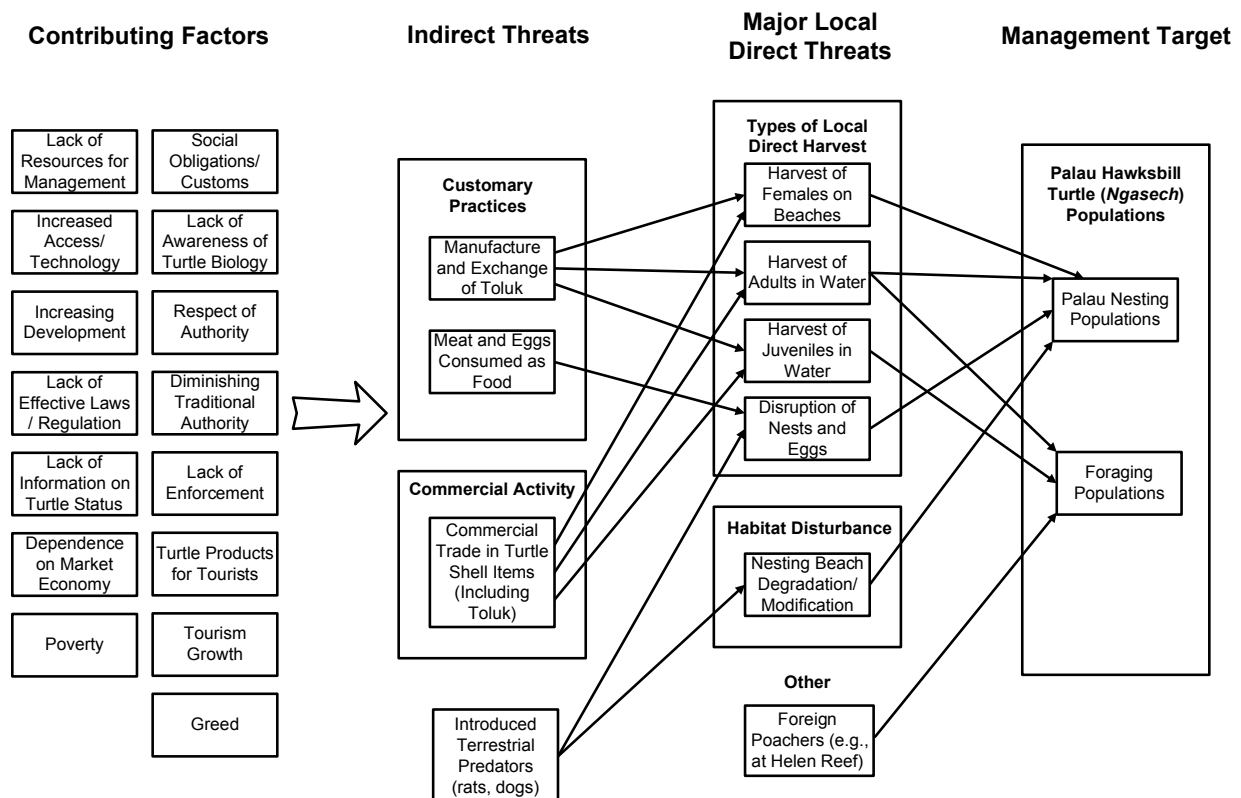 Contributing Factors
Indirect Threats
Major Local
Direct Threats
Management Target
Lack of
Resources for
Management
Social
Obligations/
Customs
Increased
Access/
Technology
Lack of
Awareness of
Turtle Biology
Increasing
Development
Respect of
Authority
Lack of
Effective Laws
/ Regulation
Diminishing
Traditional
Authority
Lack of
Information on
Turtle Status
Lack of
Enforcement
Dependence
on Market
Economy
Turtle Products
for Tourists
Poverty
Tourism
Growth
Greed
Customary
Practices
Manufacture
and Exchange
of Toluk
Meat and Eggs
Consumed as
Food
Commercial Activity
Commercial
Trade in Turtle
Shell Items
(Including
Toluk)
Introduced
Terrestrial
Predators
(rats, dogs)
Types of Local
Direct Harvest
Harvest of
Females on
Beaches
Harvest of
Adults in Water
Harvest of
Juveniles in
Water
Disruption of
Nests and
Eggs
Habitat Disturbance
Nesting Beach
Degradation/
Modification
Other
Foreign
Poachers (e.g.,
at Helen Reef)
Palau Hawksbill
Turtle (Ngasech)
Populations
Palau Nesting
Populations
Foraging
Populations